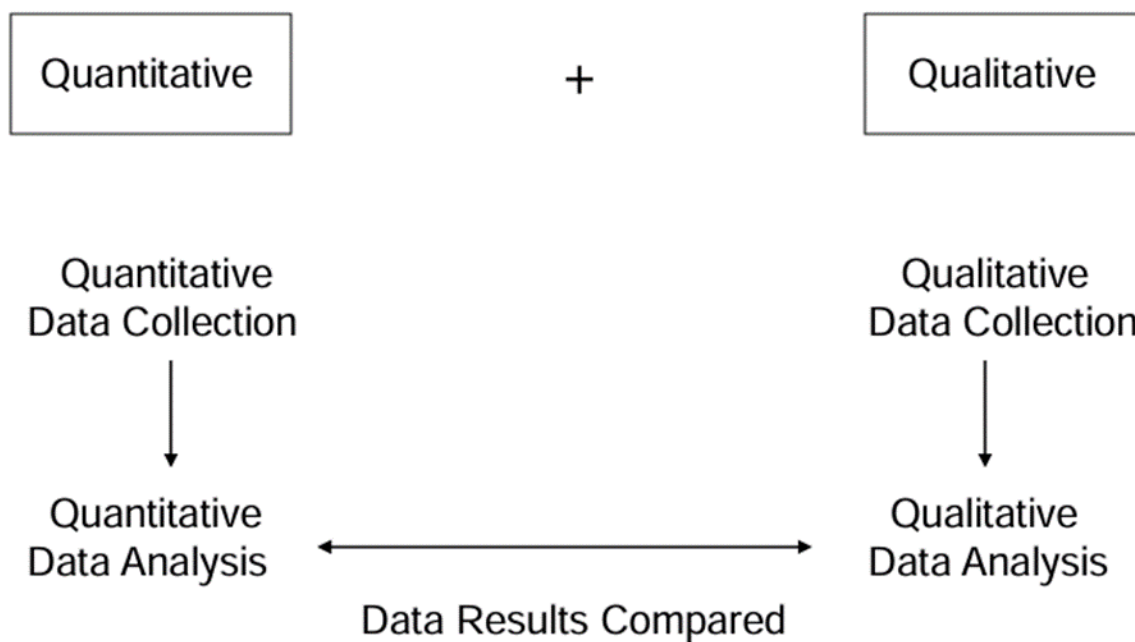 Quantitative
+
Qualitative
Quantitative
Data Collection
Qualitative
Data Collection
Quantitative
Data Analysis
Qualitative
Data Analysis
Data Results Compared